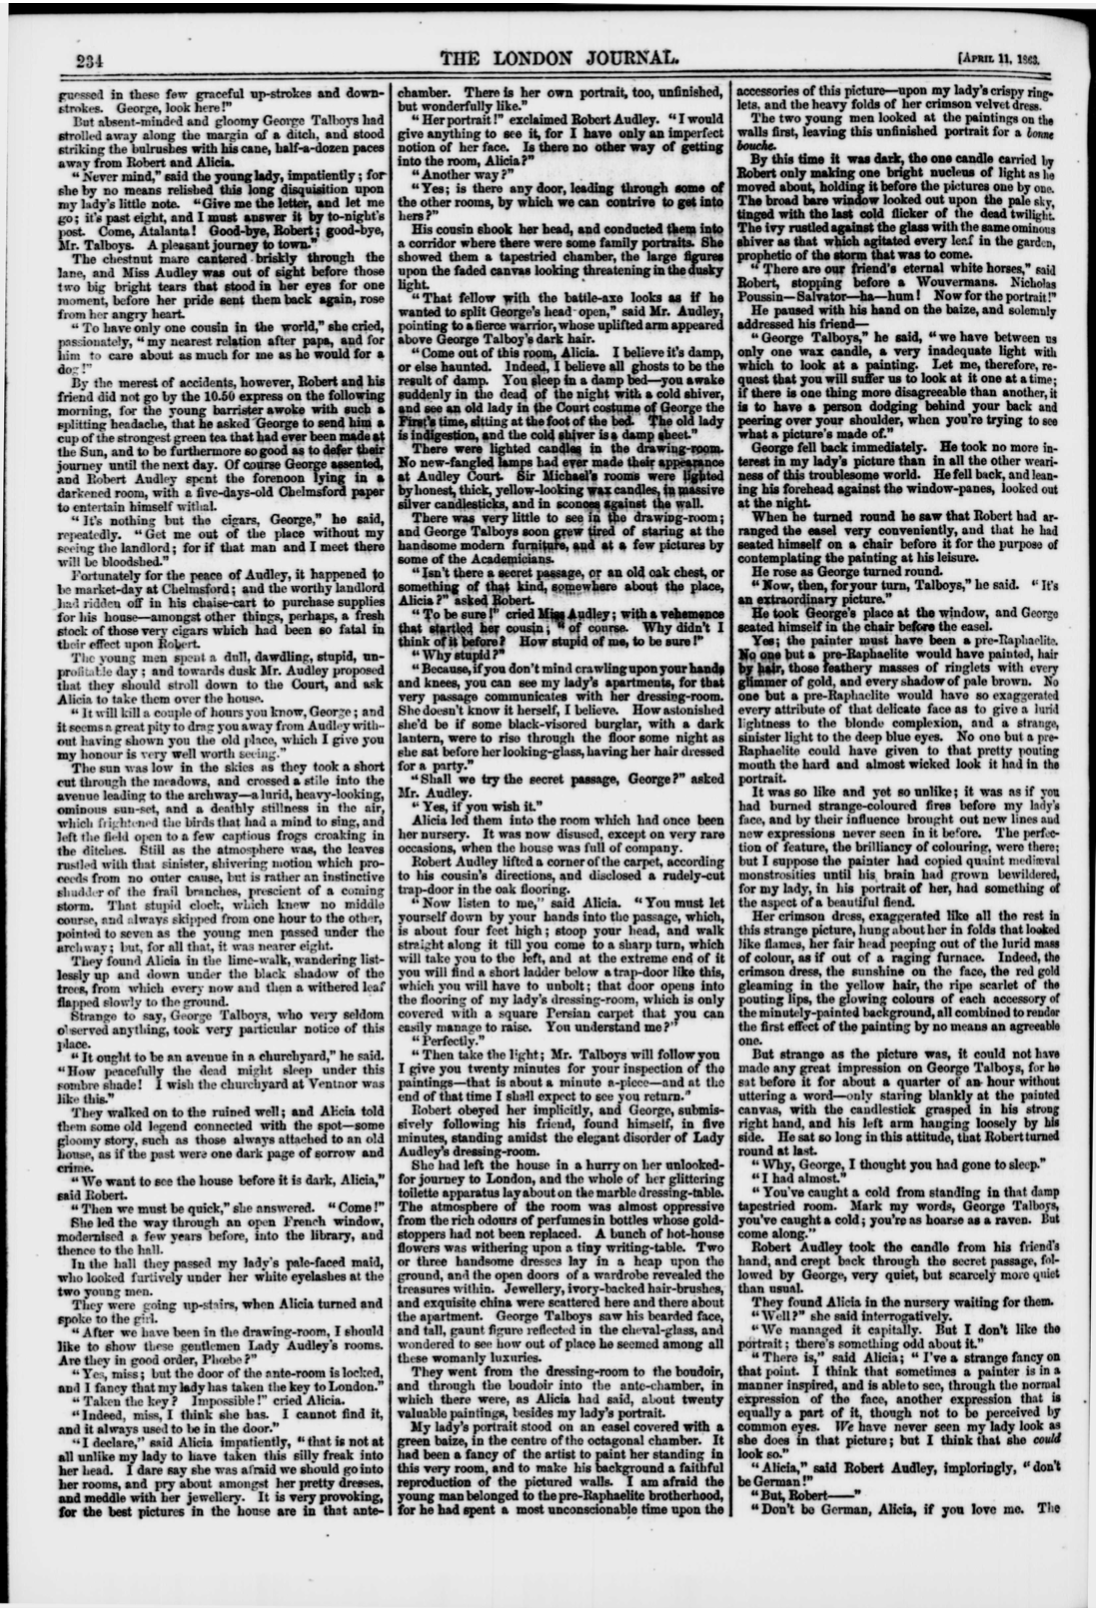 234
THE LONDON JOURNAL.
[APRIL 11, 1863.
guessed in these few graceful up-strokes and down-
strokes. George, look here!"
But absent-minded and gloomy George Talboys had
strolled away along the margin of a ditch, and stood
striking the bulrushes with his cane, half-a-dozen paces
away from Robert and Alicia.
"Never mind," said the young lady, impatiently; for
she by no means relished this long disquisition upon
my lady's little note. "Give me the letter, and let me
go; it's past eight, and I must answer it by to-night's
post. Come, Atalanta! Good-bye, Robert; good-bye,
Mr. Talboys. A pleasant journey to town."
The chestnut mare cantered briskly through the
lane, and Miss Audley was out of sight before those
two big bright tears that stood in her eyes for one
moment, before her pride sent them back again, rose
from her angry heart.
"To have only one cousin in the world," she cried,
passionately, "my nearest relation after papa, and for
him to care about as much for me as he would for a
dog!"
By the merest of accidents, however, Robert and his
friend did not go by the 10.50 express on the following
morning, for the young barrister awoke with such a
splitting headache, that he asked George to send him a
cup of the strongest green tea that had ever been made at
the Sun, and to be furthermore so good as to defer their
journey until the next day. Of course George assented,
and Robert Audley spent the forenoon lying in a
darkened room, with a five-days-old Chelmsford paper
to entertain himself withal.
"It's nothing but the cigars, George," he said,
repeatedly. "Get me out of the place without my
seeing the landlord; for if that man and I meet there
will be bloodshed."
Fortunately for the peace of Audley, it happened to
be market-day at Chelmsford; and the worthy landlord
had ridden off in his chaise-cart to purchase supplies
for his house—amongst other things, perhaps, a fresh
stock of those very cigars which had been so fatal in
their effect upon Robert.
The young men spent a dull, dawdling, stupid, un-
profitable day; and towards dusk Mr. Audley proposed
that they should stroll down to the Court, and ask
Alicia to take them over the house.
"It will kill a couple of hours you know, George; and
it seems a great pity to drag you away from Audley with-
out having shown you the old place, which I give you
my honour is very well worth seeing."
The sun was low in the skies as they took a short
cut through the meadows, and crossed a stile into the
avenue leading to the archway—a lurid, heavy-looking,
ominous sun-set, and a deathly stillness in the air,
which frightened the birds that had a mind to sing, and
left the field open to a few captious frogs croaking in
the ditches. Still as the atmosphere was, the leaves
rustled with that sinister, shivering motion which pro-
ceeds from no outer cause, but is rather an instinctive
shudder of the frail branches, prescient of a coming
storm. That stupid clock, which knew no middle
course, and always skipped from one hour to the other,
pointed to seven as the young men passed under the
archway; but, for all that, it was nearer eight.
They found Alicia in the lime-walk, wandering list-
lessly up and down under the black shadow of the
trees, from which every now and then a withered leaf
flapped slowly to the ground.
Strange to say, George Talboys, who very seldom
observed anything, took very particular notice of this
place.
"It ought to be an avenue in a churchyard," he said.
"How peacefully the dead might sleep under this
sombre shade! I wish the churchyard at Ventnor was
like this."
They walked on to the ruined well; and Alicia told
them some old legend connected with the spot—some
gloomy story, such as those always attached to an old
house, as if the past were one dark page of sorrow and
crime.
"We want to see the house before it is dark, Alicia,"
said Robert.
"Then we must be quick," she answered. "Come!"
She led the way through an open French window,
modernised a few years before, into the library, and
thence to the hall.
In the hall they passed my lady's pale-faced maid,
who looked furtively under her white eyelashes at the
two young men.
They were going up-stairs, when Alicia turned and
spoke to the girl.
"After we have been in the drawing-room, I should
like to show these gentlemen Lady Audley's rooms.
Are they in good order, Phoebe?"
"Yes, miss; but the door of the ante-room is locked,
and I fancy that my lady has taken the key to London."
"Taken the key? Impossible!" cried Alicia.
"Indeed, miss, I think she has. I cannot find it,
and it always used to be in the door."
"I declare," said Alicia impatiently, "that is not at
all unlike my lady to have taken this silly freak into
her head. I dare say she was afraid we should go into
her rooms, and pry about amongst her pretty dresses,
and meddle with her jewellery. It is very provoking,
for the best pictures in the house are in that ante-
chamber. There is her own portrait, too, unfinished,
but wonderfully like."
"Her portrait!" exclaimed Robert Audley. "I would
give anything to see it, for I have only an imperfect
notion of her face. Is there no other way of getting
into the room, Alicia?"
"Another way?"
"Yes; is there any door, leading through some of
the other rooms, by which we can contrive to get into
hers?"
His cousin shook her head, and conducted them into
a corridor where there were some family portraits. She
showed them a tapestried chamber, the large figures
upon the faded canvas looking threatening in the dusky
light.
"That fellow with the battle-axe looks as if he
wanted to split George's head open," said Mr. Audley,
pointing to a fierce warrior, whose uplifted arm appeared
above George Talboy's dark hair.
"Come out of this room, Alicia. I believe it's damp,
or else haunted. Indeed, I believe all ghosts to be the
result of damp. You sleep in a damp bed—you awake
suddenly in the dead of the night with a cold shiver,
and see an old lady in the Court costume of George the
First's time, sitting at the foot of the bed. The old lady
is indigestion, and the cold shiver is a damp sheet."
There were lighted candles in the drawing-room.
No new-fangled lamps had ever made their appearance
at Audley Court. Sir Michael's rooms were lighted
by honest, thick, yellow-looking wax candles, in massive
silver candlesticks, and in sconces against the wall.
There was very little to see in the drawing-room;
and George Talboys soon grew tired of staring at the
handsome modern furniture, and at a few pictures by
some of the Academicians.
"Isn't there a secret passage, or an old oak chest, or
something of that kind, somewhere about the place,
Alicia?" asked Robert.
"To be sure!" cried Miss Audley; with a vehemence
that startled her cousin; "of course. Why didn't I
think of it before? How stupid of me, to be sure!"
"Why stupid?"
"Because, if you don't mind crawling upon your hands
and knees, you can see my lady's apartments, for that
very passage communicates with her dressing-room.
She doesn't know it herself, I believe. How astonished
she'd be if some black-visored burglar, with a dark
lantern, were to rise through the floor some night as
she sat before her looking-glass, having her hair dressed
for a party."
"Shall we try the secret passage, George?" asked
Mr. Audley.
"Yes, if you wish it."
Alicia led them into the room which had once been
her nursery. It was now disused, except on very rare
occasions, when the house was full of company.
Robert Audley lifted a corner of the carpet, according
to his cousin's directions, and disclosed a rudely-cut
trap-door in the oak flooring.
"Now listen to me," said Alicia. "You must let
yourself down by your hands into the passage, which,
is about four feet high; stoop your head, and walk
straight along it till you come to a sharp turn, which
will take you to the left, and at the extreme end of it
you will find a short ladder below a trap-door like this,
which you will have to unbolt; that door opens into
the flooring of my lady's dressing-room, which is only
covered with a square Persian carpet that you can
easily manage to raise. You understand me?"
"Perfectly."
"Then take the light; Mr. Talboys will follow you
I give you twenty minutes for your inspection of the
paintings—that is about a minute a-piece—and at the
end of that time I shall expect to see you return."
Robert obeyed her implicitly, and George, submis-
sively following his friend, found himself, in five
minutes, standing amidst the elegant disorder of Lady
Audley's dressing-room.
She had left the house in a hurry on her unlooked-
for journey to London, and the whole of her glittering
toilette apparatus lay about on the marble dressing-table.
The atmosphere of the room was almost oppressive
from the rich odours of perfumes in bottles whose gold-
stoppers had not been replaced. A bunch of hot-house
flowers was withering upon a tiny writing-table. Two
or three handsome dresses lay in a heap upon the
ground, and the open doors of a wardrobe revealed the
treasures within. Jewellery, ivory-backed hair-brushes,
and exquisite china were scattered here and there about
the apartment. George Talboys saw his bearded face,
and tall, gaunt figure reflected in the cheval-glass, and
wondered to see how out of place he seemed among all
these womanly luxuries.
They went from the dressing-room to the boudoir,
and through the boudoir into the ante-chamber, in
which there were, as Alicia had said, about twenty
valuable paintings, besides my lady's portrait.
My lady's portrait stood on an easel covered with a
green baize, in the centre of the octagonal chamber. It
had been a fancy of the artist to paint her standing in
this very room, and to make his background a faithful
reproduction of the pictured walls. I am afraid the
young man belonged to the pre-Raphaelite brotherhood,
for he had spent a most unconscionable time upon the
accessories of this picture—upon my lady's crispy ring-
lets, and the heavy folds of her crimson velvet dress.
The two young men looked at the paintings on the
walls first, leaving this unfinished portrait for a bonne
bouche.
By this time it was dark, the one candle carried by
Robert only making one bright nucleus of light as he
moved about, holding it before the pictures one by one.
The broad bare window looked out upon the pale sky,
tinged with the last cold flicker of the dead twilight.
The ivy rustled against the glass with the same ominous
shiver as that which agitated every leaf in the garden,
prophetic of the storm that was to come.
"There are our friend's eternal white horses," said
Robert, stopping before a Wouvermans. Nicholas
Poussin—Salvator—ha—hum! Now for the portrait!"
He paused with his hand on the baize, and solemnly
addressed his friend—
"George Talboys," he said, "we have between us
only one wax candle, a very inadequate light with
which to look at a painting. Let me, therefore, re-
quest that you will suffer us to look at it one at a time;
if there is one thing more disagreeable than another, it
is to have a person dodging behind your back and
peering over your shoulder, when you're trying to see
what a picture's made of."
George fell back immediately. He took no more in-
terest in my lady's picture than in all the other weari-
ness of this troublesome world. He fell back, and lean-
ing his forehead against the window-panes, looked out
at the night.
When he turned round he saw that Robert had ar-
ranged the easel very conveniently, and that he had
seated himself on a chair before it for the purpose of
contemplating the painting at his leisure.
He rose as George turned round.
"Now, then, for your turn, Talboys," he said. "It's
an extraordinary picture."
He took George's place at the window, and George
seated himself in the chair before the easel.
Yes; the painter must have been a pre-Raphaelite.
No one but a pre-Raphaelite would have painted, hair
by hair, those feathery masses of ringlets with every
glimmer of gold, and every shadow of pale brown. No
one but a pre-Raphaelite would have so exaggerated
every attribute of that delicate face as to give a lurid
lightness to the blonde complexion, and a strange,
sinister light to the deep blue eyes. No one but a pre-
Raphaelite could have given to that pretty pouting
mouth the hard and almost wicked look it had in the
portrait.
It was so like and yet so unlike; it was as if you
had burned strange-coloured fires before my lady's
face, and by their influence brought out new lines and
new expressions never seen in it before. The perfec-
tion of feature, the brilliancy of colouring, were there;
but I suppose the painter had copied quaint mediæval
monstrosities until his brain had grown bewildered,
for my lady, in his portrait of her, had something of
the aspect of a beautiful fiend.
Her crimson dress, exaggerated like all the rest in
this strange picture, hung about her in folds that looked
like flames, her fair head peeping out of the lurid mass
of colour, as if out of a raging furnace. Indeed, the
crimson dress, the sunshine on the face, the red gold
gleaming in the yellow hair, the ripe scarlet of the
pouting lips, the glowing colours of each accessory of
the minutely-painted background, all combined to render
the first effect of the painting by no means an agreeable
one.
But strange as the picture was, it could not have
made any great impression on George Talboys, for he
sat before it for about a quarter of an hour without
uttering a word—only staring blankly at the painted
canvas, with the candlestick grasped in his strong
right hand, and his left arm hanging loosely by his
side. He sat so long in this attitude, that Robert turned
round at last.
"Why, George, I thought you had gone to sleep."
"I had almost."
"You've caught a cold from standing in that damp
tapestried room. Mark my words, George Talboys,
you've caught a cold; you're as hoarse as a raven. But
come along."
Robert Audley took the candle from his friend's
hand, and crept back through the secret passage, fol-
lowed by George, very quiet, but scarcely more quiet
than usual.
They found Alicia in the nursery waiting for them.
"Well?" she said interrogatively.
"We managed it capitally. But I don't like the
portrait; there's something odd about it."
"There is," said Alicia; "I've a strange fancy on
that point. I think that sometimes a painter is in a
manner inspired, and is able to see, through the normal
expression of the face, another expression that is
equally a part of it, though not to be perceived by
common eyes. We have never seen my lady look as
she does in that picture; but I think that she could
look so."
"Alicia," said Robert Audley, imploringly, "don't
be German!"
"But, Robert——"
"Don't be German, Alicia, if you love me. The